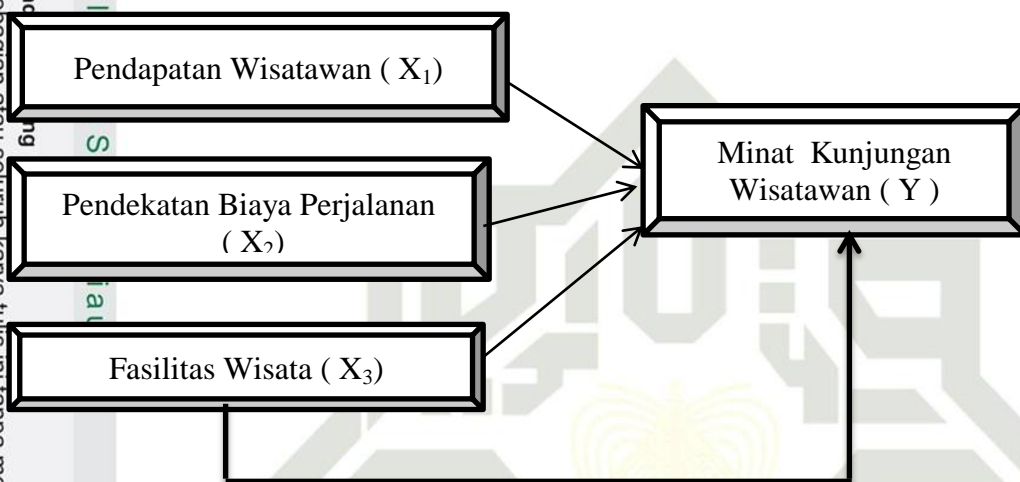 Pendapatan Wisatawan ( X₁)
Pendekatan Biaya Perjalanan
( X₂)
Fasilitas Wisata ( X₃)
Minat Kunjungan
Wisatawan ( Y )